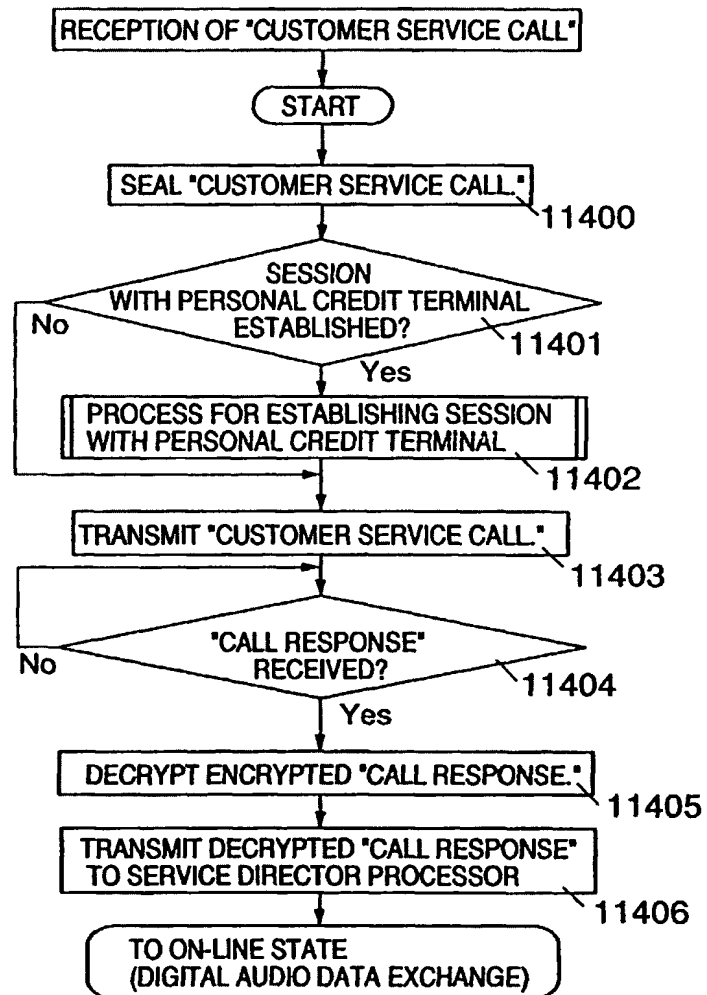 RECEPTION OF "CUSTOMER SERVICE CALL"
START
SEAL "CUSTOMER SERVICE CALL."
11400
SESSION
WITH PERSONAL CREDIT TERMINAL
ESTABLISHED?
No
11401
Yes
PROCESS FOR ESTABLISHING SESSION
WITH PERSONAL CREDIT TERMINAL
11402
TRANSMIT "CUSTOMER SERVICE CALL."
11403
"CALL RESPONSE"
RECEIVED?
No
11404
Yes
DECRYPT ENCRYPTED "CALL RESPONSE."
11405
TRANSMIT DECRYPTED "CALL RESPONSE"
TO SERVICE DIRECTOR PROCESSOR
11406
TO ON-LINE STATE
(DIGITAL AUDIO DATA EXCHANGE)